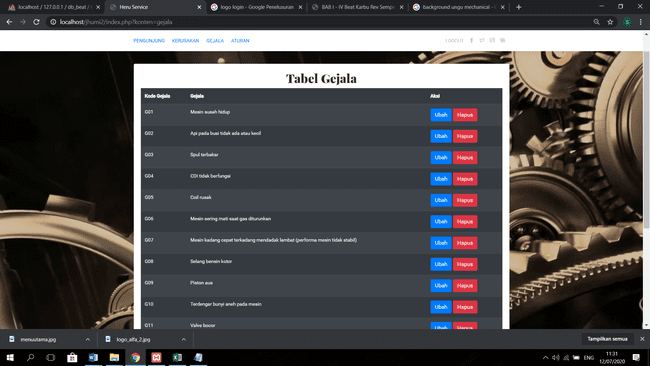 localhost / 127.0.0.1 / db_beat / t
Heru Service
logo login - Google Penelusuran
BAB I - IV Beat Karbu Rev Semp
background ungu mechanical -
localhost/jrumi2/index.php?konten=gejala
PENGUNJUNG KERUSAKAN GEJALA ATURAN LOGOUT
Tabel Gejala
Kode Gejala Gejala Aksi
G01 Mesin susah hidup Ubah Hapus
G02 Api pada busi tidak ada atau kecil Ubah Hapus
G03 Spul terbakar Ubah Hapus
G04 CDI tidak berfungsi Ubah Hapus
G05 Coil rusak Ubah Hapus
G06 Mesin sering mati saat gas diturunkan Ubah Hapus
G07 Mesin kadang cepat terkadang mendadak lambat (performa mesin tidak stabil) Ubah Hapus
G08 Selang bensin kotor Ubah Hapus
G09 Piston aus Ubah Hapus
G10 Terdengar bunyi aneh pada mesin Ubah Hapus
G11 Valve bocor Ubah Hapus
menuutama.jpg logo_alfa_2.jpg Tampilkan semua
ENG 11:31
12/07/2020